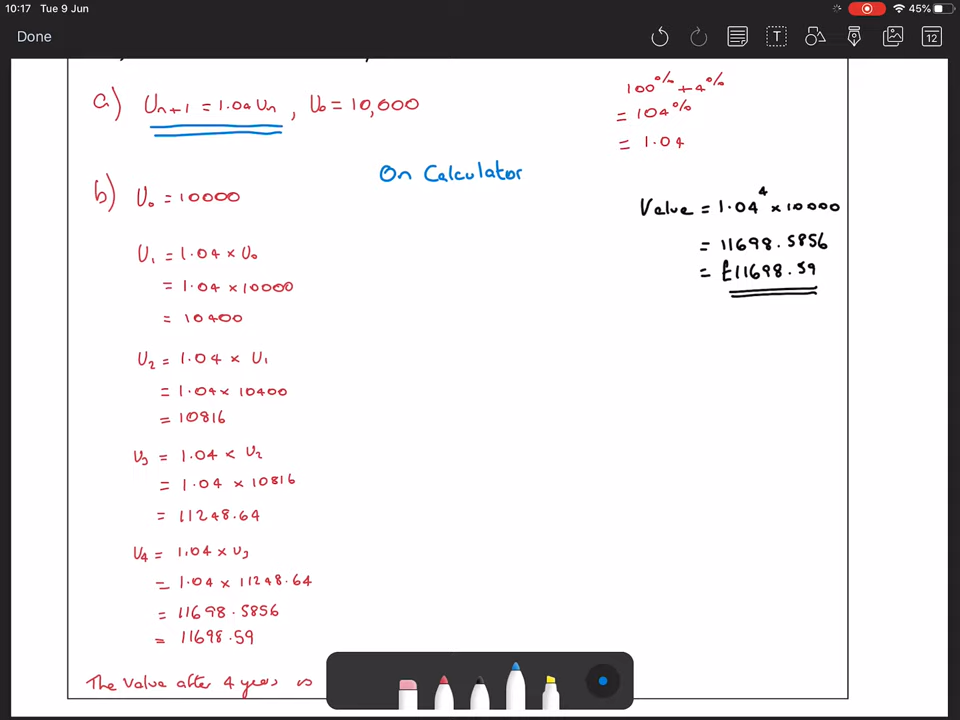 10:17 Tue 9 Jun 45%
Done T 12
a) Uₙ₊₁ = 1.04 Uₙ , U₀ = 10,000
100% + 4%
= 104%
= 1.04
On Calculator
b) U₀ = 10000
Value = 1.04⁴ × 10000
= 11698.5856
= £11698.59
U₁ = 1.04 × U₀
= 1.04 × 10000
= 10400
U₂ = 1.04 × U₁
= 1.04 × 10400
= 10816
U₃ = 1.04 × U₂
= 1.04 × 10816
= 11248.64
U₄ = 1.04 × U₃
= 1.04 × 11248.64
= 11698.5856
= 11698.59
The Value after 4 years is